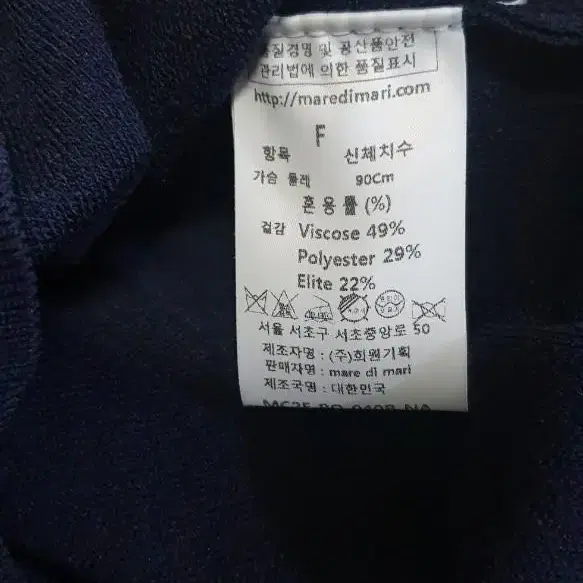 품질경영 및 공산품안전
관리법에 의한 품질표시
http://maredimari.com
F
항목 신체치수
가슴 둘레 90Cm
혼용률 (%)
겉감 Viscose 49%
Polyester 29%
Elite 22%
서울 서초구 서초중앙로 50
제조자명 : (주)희원기획
판매자명 : mare di mari
제조국명 : 대한민국